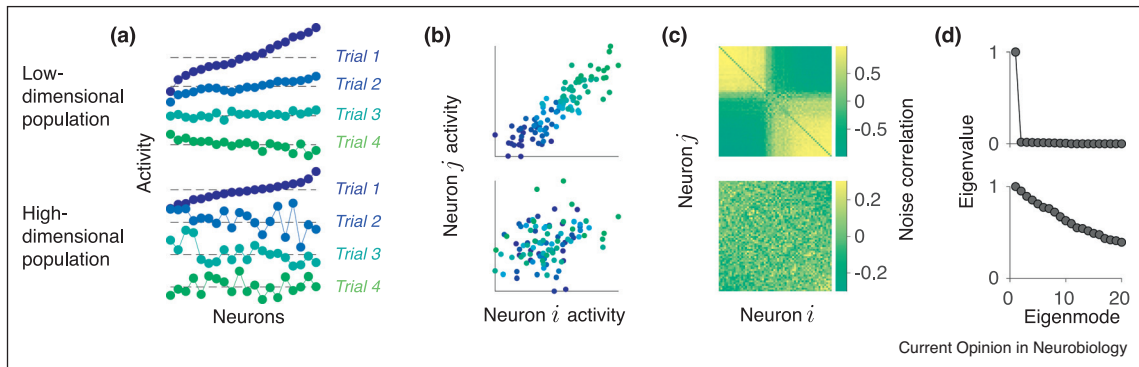 (a)
Low-
dimensional
population
High-
dimensional
population
Activity
Trial 1
Trial 2
Trial 3
Trial 4
Trial 1
Trial 2
Trial 3
Trial 4
Neurons
(b)
Neuron j activity
Neuron i activity
(c)
Neuron j
0.5
0
-0.5
0.2
0
-0.2
Noise correlation
Neuron i
(d)
Eigenvalue
1
0
1
0
0
10
20
Eigenmode
Current Opinion in Neurobiology